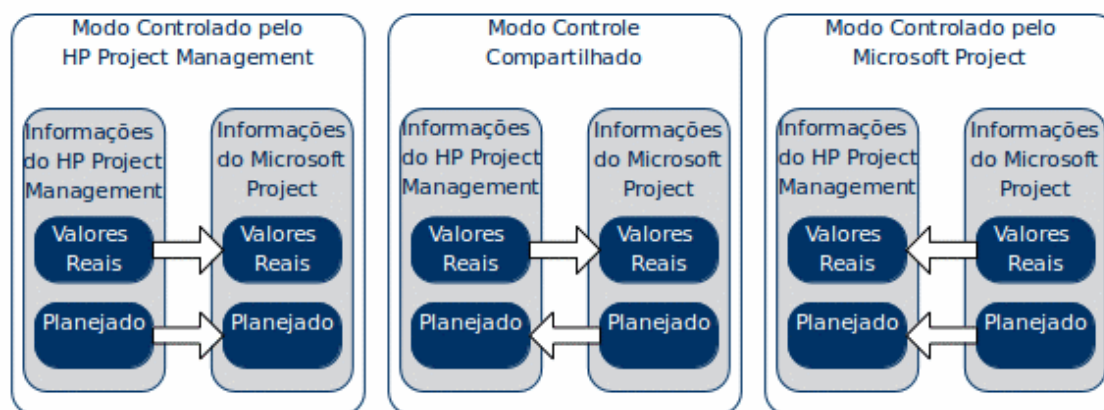 Modo Controlado pelo
HP Project Management
Informações
do HP Project
Management
Informações
do Microsoft
Project
Valores
Reais
Valores
Reais
Planejado
Planejado
Modo Controle
Compartilhado
Informações
do HP Project
Management
Informações
do Microsoft
Project
Valores
Reais
Valores
Reais
Planejado
Planejado
Modo Controlado pelo
Microsoft Project
Informações
do HP Project
Management
Informações
do Microsoft
Project
Valores
Reais
Valores
Reais
Planejado
Planejado